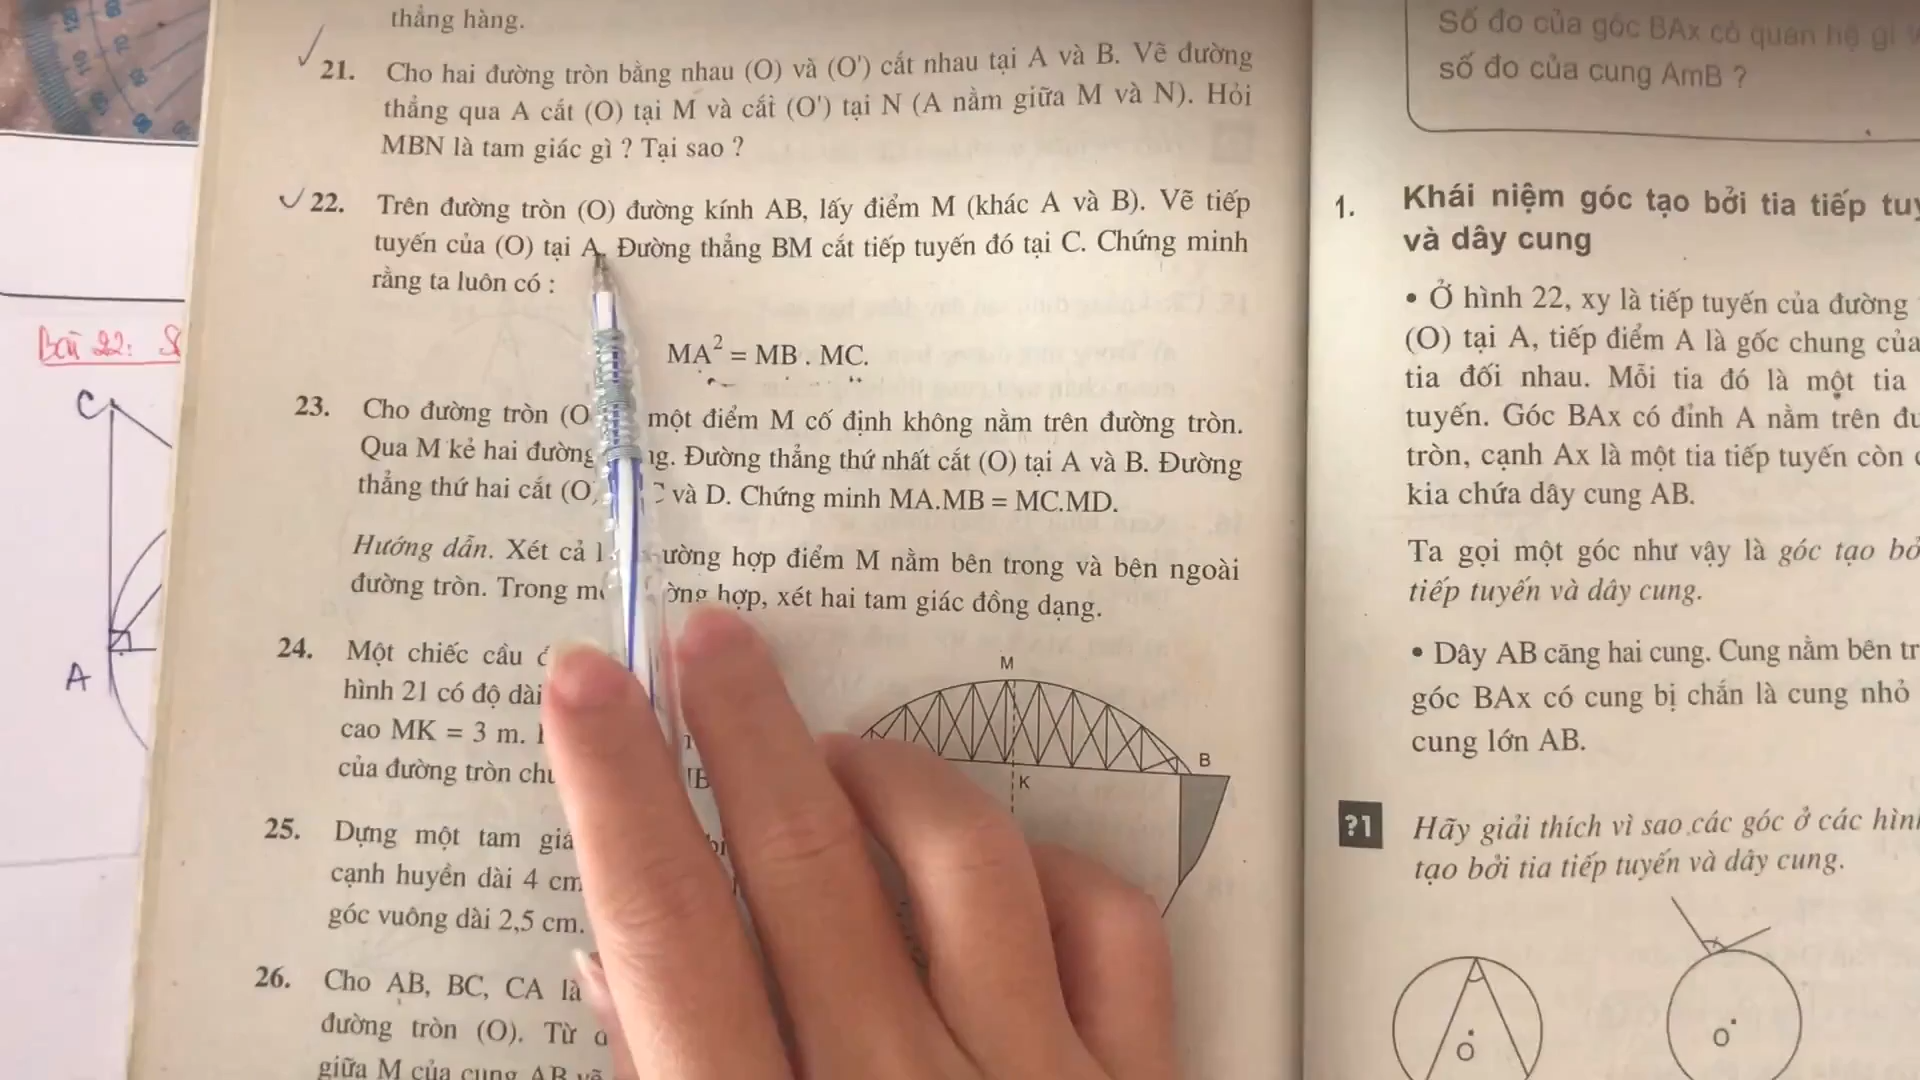 thẳng hàng.
21. Cho hai đường tròn bằng nhau (O) và (O') cắt nhau tại A và B. Vẽ đường
thẳng qua A cắt (O) tại M và cắt (O') tại N (A nằm giữa M và N). Hỏi
MBN là tam giác gì ? Tại sao ?
22. Trên đường tròn (O) đường kính AB, lấy điểm M (khác A và B). Vẽ tiếp
tuyến của (O) tại A. Đường thẳng BM cắt tiếp tuyến đó tại C. Chứng minh
rằng ta luôn có :
MA² = MB . MC.
23. Cho đường tròn (O một điểm M cố định không nằm trên đường tròn.
Qua M kẻ hai đường ng. Đường thẳng thứ nhất cắt (O) tại A và B. Đường
thẳng thứ hai cắt (O) C và D. Chứng minh MA.MB = MC.MD.
Hướng dẫn. Xét cả trường hợp điểm M nằm bên trong và bên ngoài
đường tròn. Trong ờng hợp, xét hai tam giác đồng dạng.
24. Một chiếc cầu
hình 21 có độ dài
cao MK = 3 m.
của đường tròn
M
B
K
25. Dựng một tam
cạnh huyền dài 4 cm
góc vuông dài 2,5 cm.
26. Cho AB, BC, CA là
đường tròn (O). Từ
giữa M của cung AB vẽ
Số đo của góc BAx có quan hệ gì
số đo của cung AmB ?
1. Khái niệm góc tạo bởi tia tiếp
và dây cung
• Ở hình 22, xy là tiếp tuyến của đường
(O) tại A, tiếp điểm A là gốc chung của
tia đối nhau. Mỗi tia đó là một tia
tuyến. Góc BAx có đỉnh A nằm trên
tròn, cạnh Ax là một tia tiếp tuyến còn
kia chứa dây cung AB.
Ta gọi một góc như vậy là góc tạo
tiếp tuyến và dây cung.
• Dây AB căng hai cung. Cung nằm bên
góc BAx có cung bị chắn là cung nhỏ
cung lớn AB.
?1 Hãy giải thích vì sao các góc ở các
tạo bởi tia tiếp tuyến và dây cung.
O
O
Bài 22:
C
A